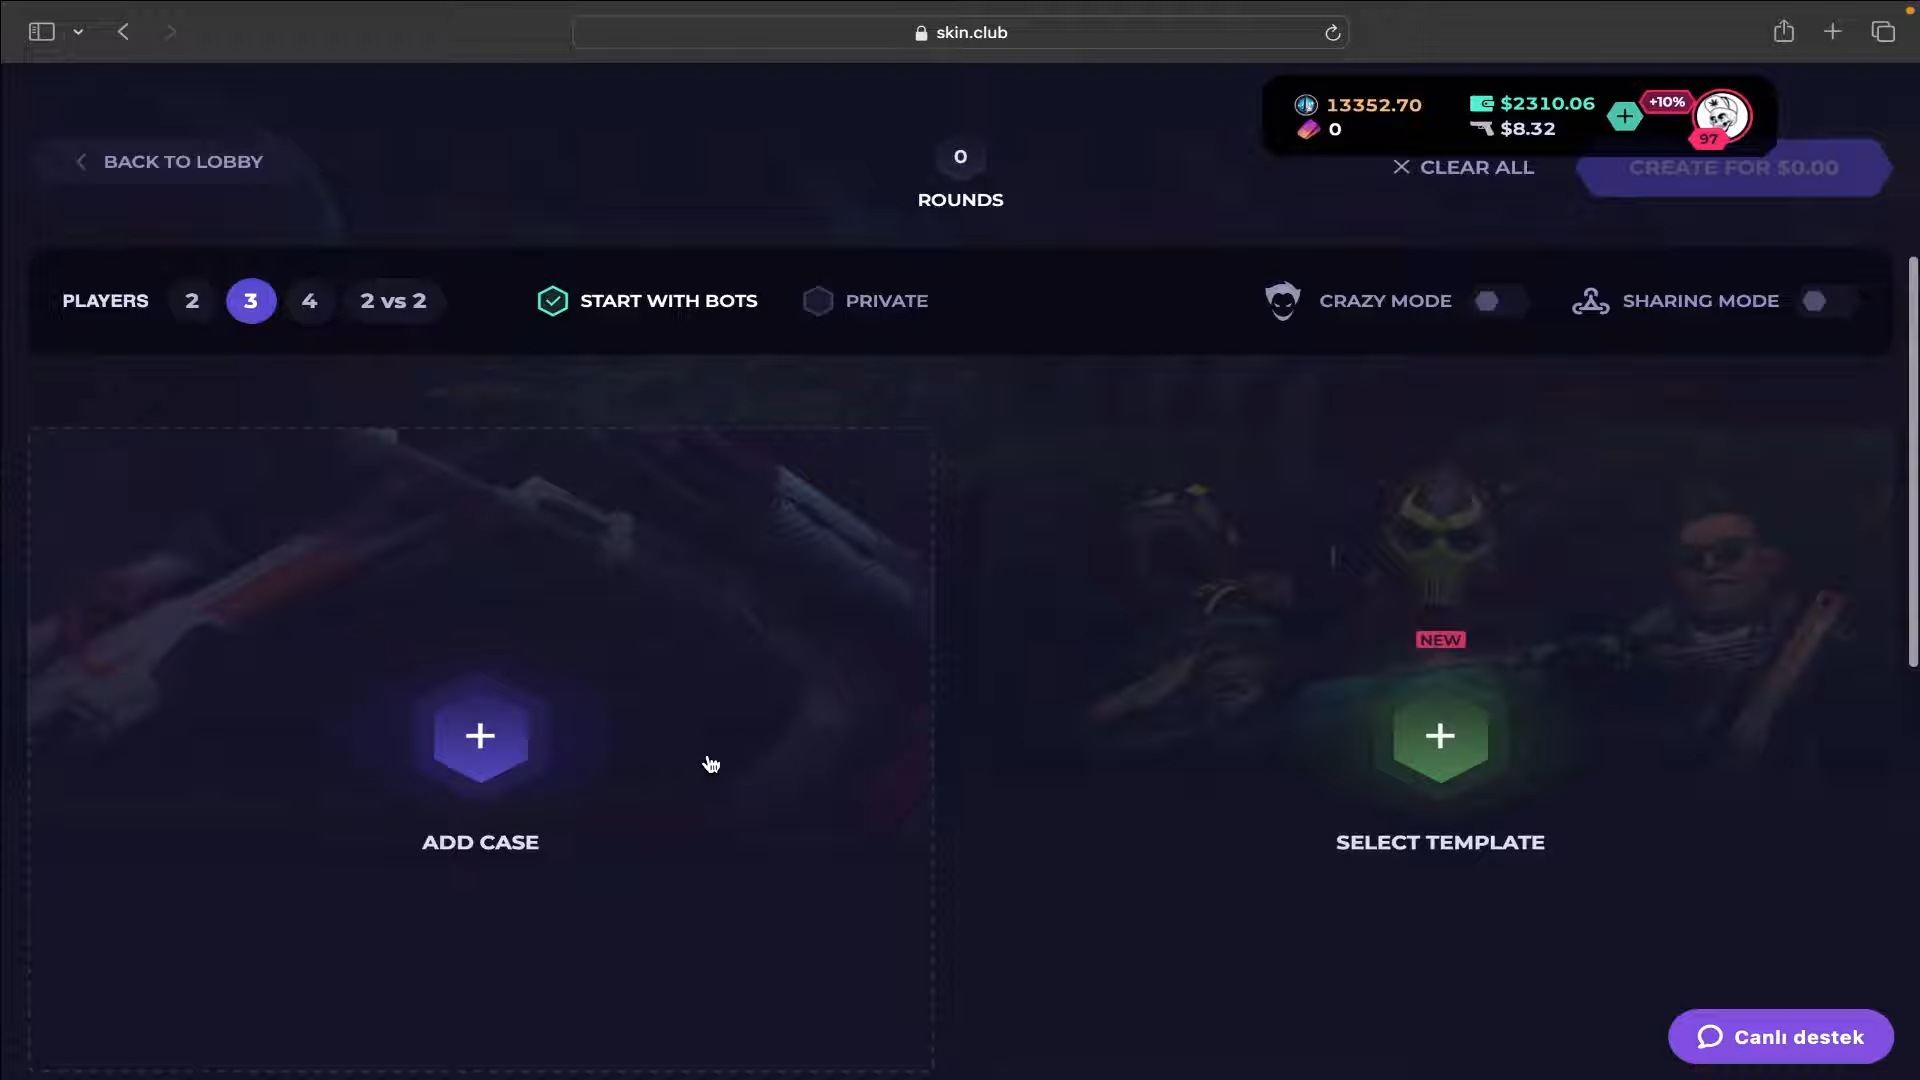 skin.club
13352.70
$2310.06
+10%
0
$8.32
97
BACK TO LOBBY
0
ROUNDS
CLEAR ALL
CREATE FOR $0.00
PLAYERS 2 3 4 2 vs 2
START WITH BOTS
PRIVATE
CRAZY MODE
SHARING MODE
NEW
ADD CASE
SELECT TEMPLATE
Canlı destek